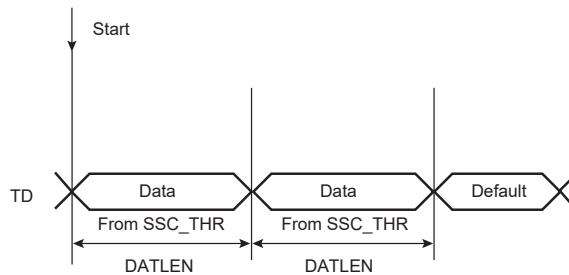 Start
TD Data Data Default
From SSC_THR From SSC_THR
DATLEN DATLEN